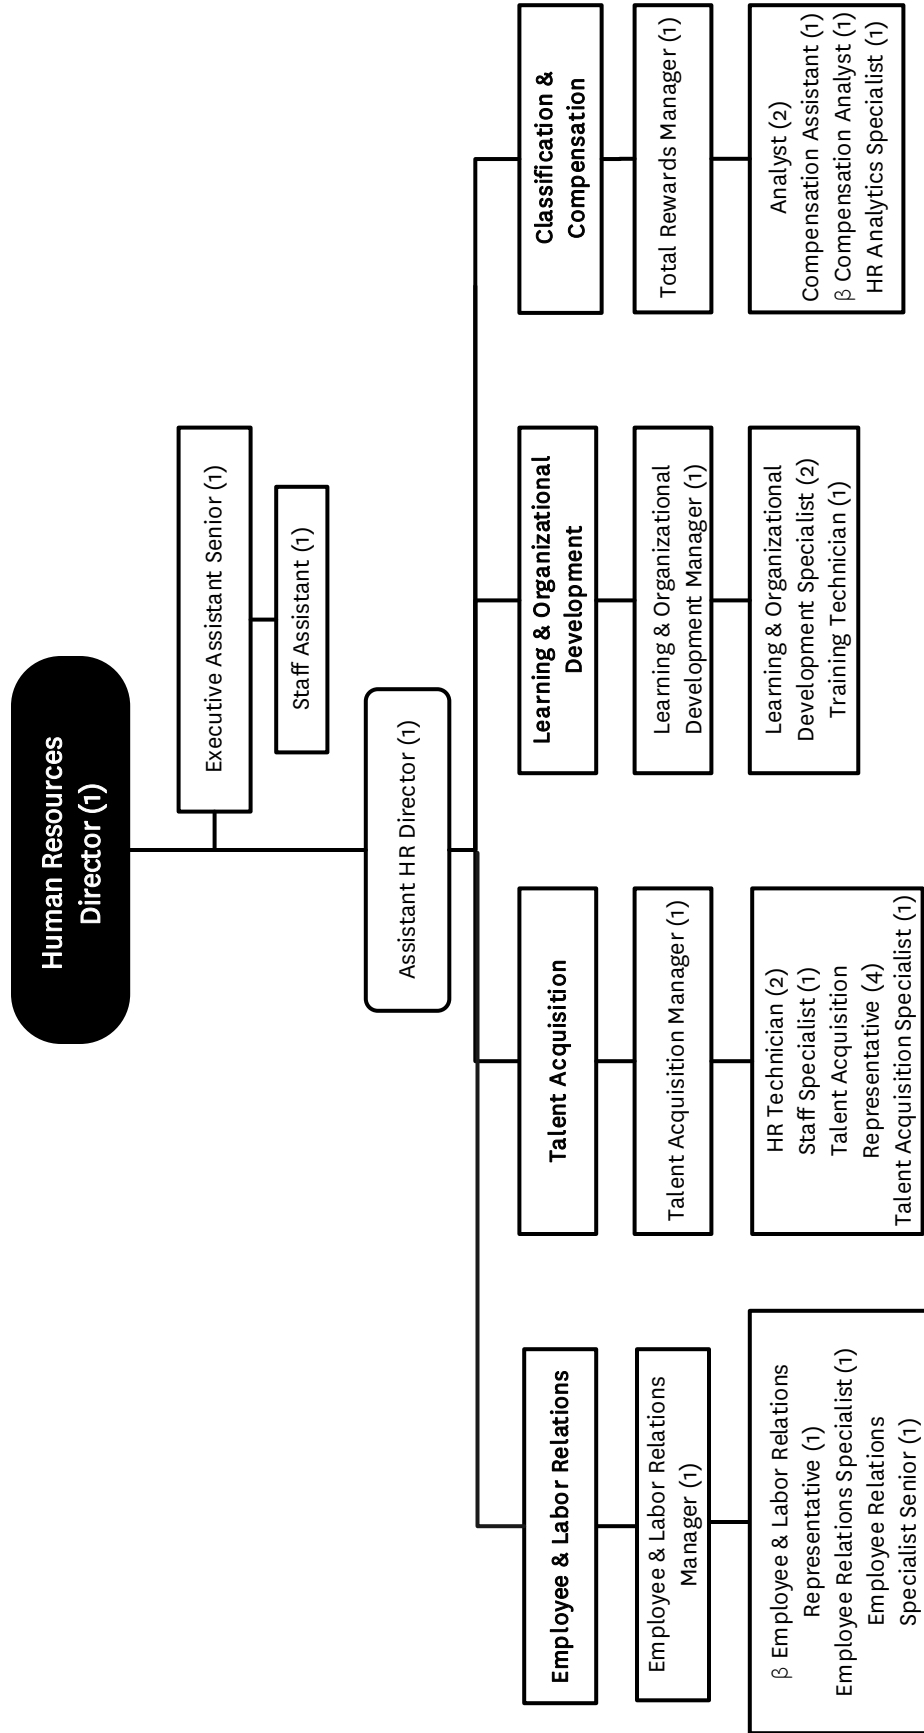 Human Resources
Director (1)
Executive Assistant Senior (1)
Staff Assistant (1)
Assistant HR Director (1)
Employee & Labor Relations
Employee & Labor Relations
Manager (1)
β Employee & Labor Relations
Representative (1)
Employee Relations Specialist (1)
Employee Relations
Specialist Senior (1)
Talent Acquisition
Talent Acquisition Manager (1)
HR Technician (2)
Staff Specialist (1)
Talent Acquisition
Representative (4)
Talent Acquisition Specialist (1)
Learning & Organizational
Development
Learning & Organizational
Development Manager (1)
Learning & Organizational
Development Specialist (2)
Training Technician (1)
Classification &
Compensation
Total Rewards Manager (1)
Analyst (2)
Compensation Assistant (1)
β Compensation Analyst (1)
HR Analytics Specialist (1)